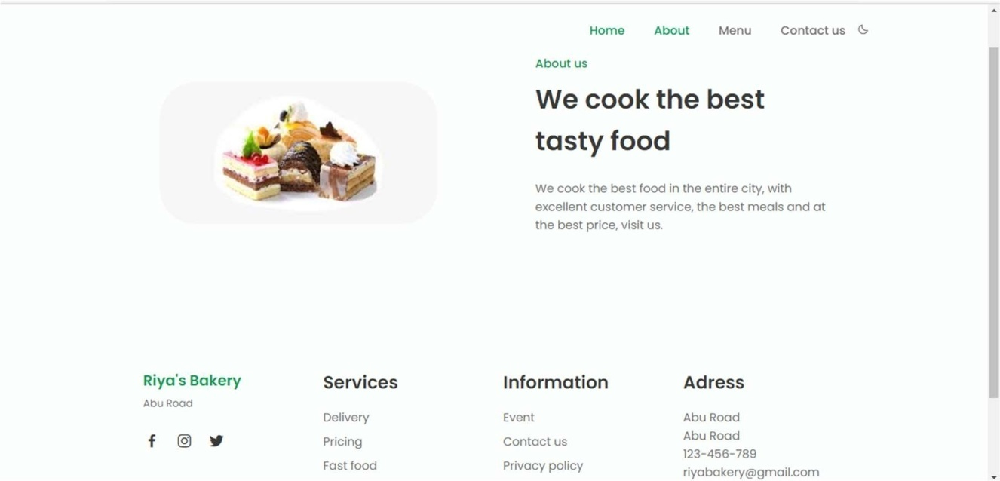 Home About Menu Contact us
About us
We cook the best
tasty food
We cook the best food in the entire city, with
excellent customer service, the best meals and at
the best price, visit us.
Riya's Bakery
Abu Road
Services
Delivery
Pricing
Fast food
Information
Event
Contact us
Privacy policy
Adress
Abu Road
Abu Road
123-456-789
riyabakery@gmail.com